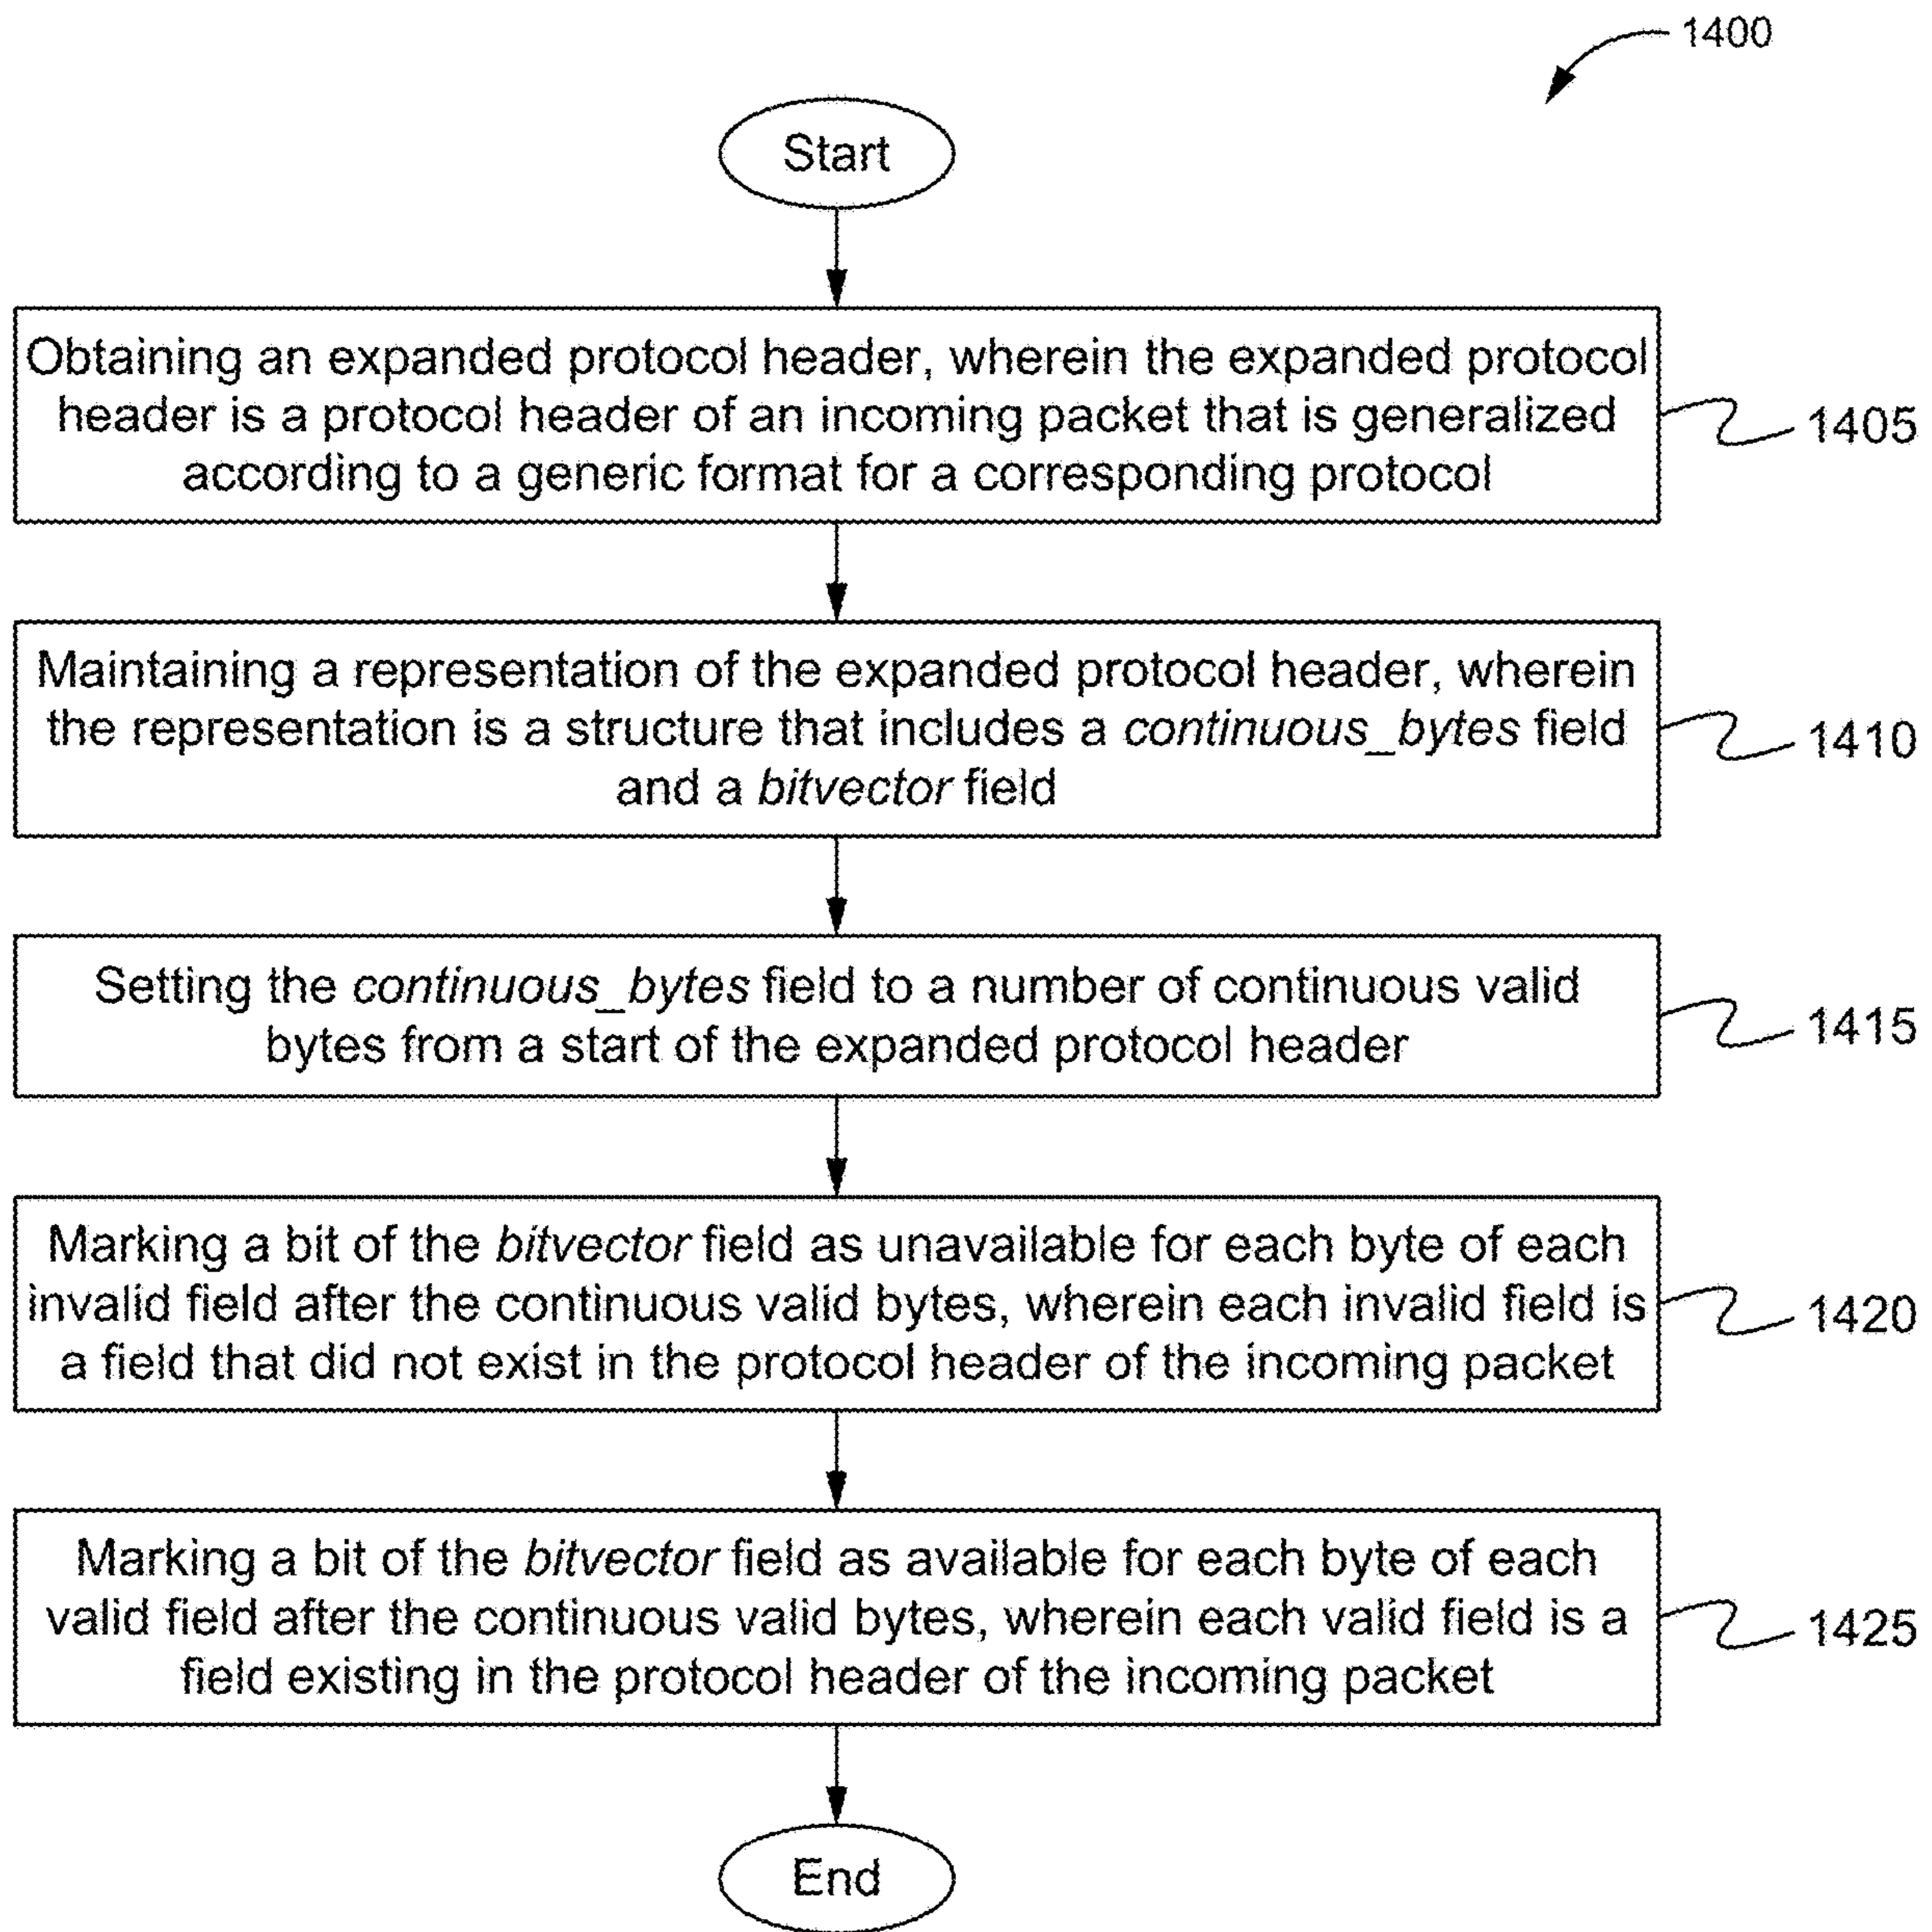 1400
Start
Obtaining an expanded protocol header, wherein the expanded protocol
header is a protocol header of an incoming packet that is generalized
according to a generic format for a corresponding protocol
1405
Maintaining a representation of the expanded protocol header, wherein
the representation is a structure that includes a continuous_bytes field
and a bitvector field
1410
Setting the continuous_bytes field to a number of continuous valid
bytes from a start of the expanded protocol header
1415
Marking a bit of the bitvector field as unavailable for each byte of each
invalid field after the continuous valid bytes, wherein each invalid field is
a field that did not exist in the protocol header of the incoming packet
1420
Marking a bit of the bitvector field as available for each byte of each
valid field after the continuous valid bytes, wherein each valid field is a
field existing in the protocol header of the incoming packet
1425
End